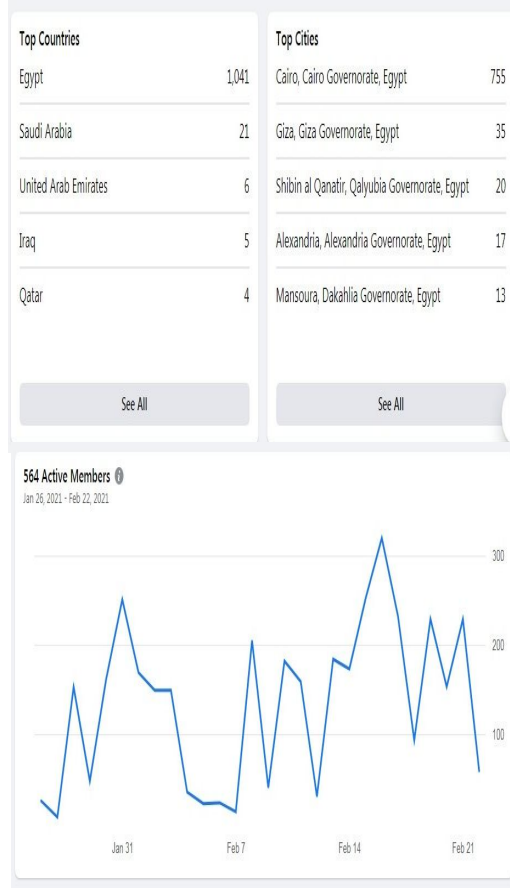 Top Countries
Egypt 1,041
Saudi Arabia 21
United Arab Emirates 6
Iraq 5
Qatar 4
See All
Top Cities
Cairo, Cairo Governorate, Egypt 755
Giza, Giza Governorate, Egypt 35
Shibin al Qanatir, Qalyubia Governorate, Egypt 20
Alexandria, Alexandria Governorate, Egypt 17
Mansoura, Dakahlia Governorate, Egypt 13
See All
564 Active Members
Jan 26, 2021 - Feb 22, 2021
300
200
100
Jan 31 Feb 7 Feb 14 Feb 21